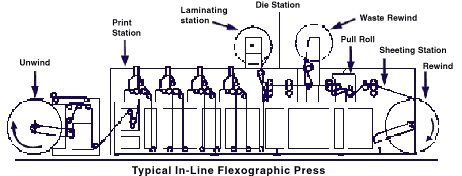 Die Station
Laminating
station
Print
Station
Waste Rewind
Pull Roll
Sheeting Station
Unwind
Rewind
Typical In-Line Flexographic Press